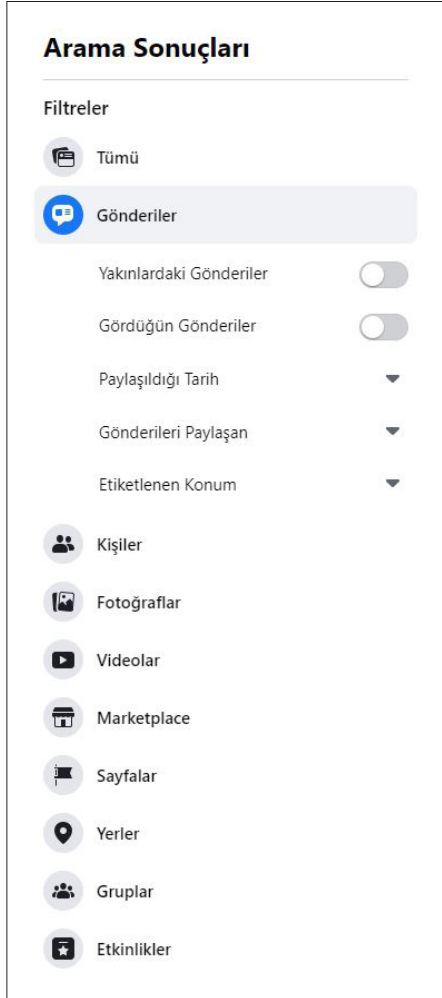 Arama Sonuçları
Filtreler
Tümü
Gönderiler
Yakınlardaki Gönderiler
Gördüğün Gönderiler
Paylaşıldığı Tarih
Gönderileri Paylaşan
Etiketlenen Konum
Kişiler
Fotoğraflar
Videolar
Marketplace
Sayfalar
Yerler
Gruplar
Etkinlikler